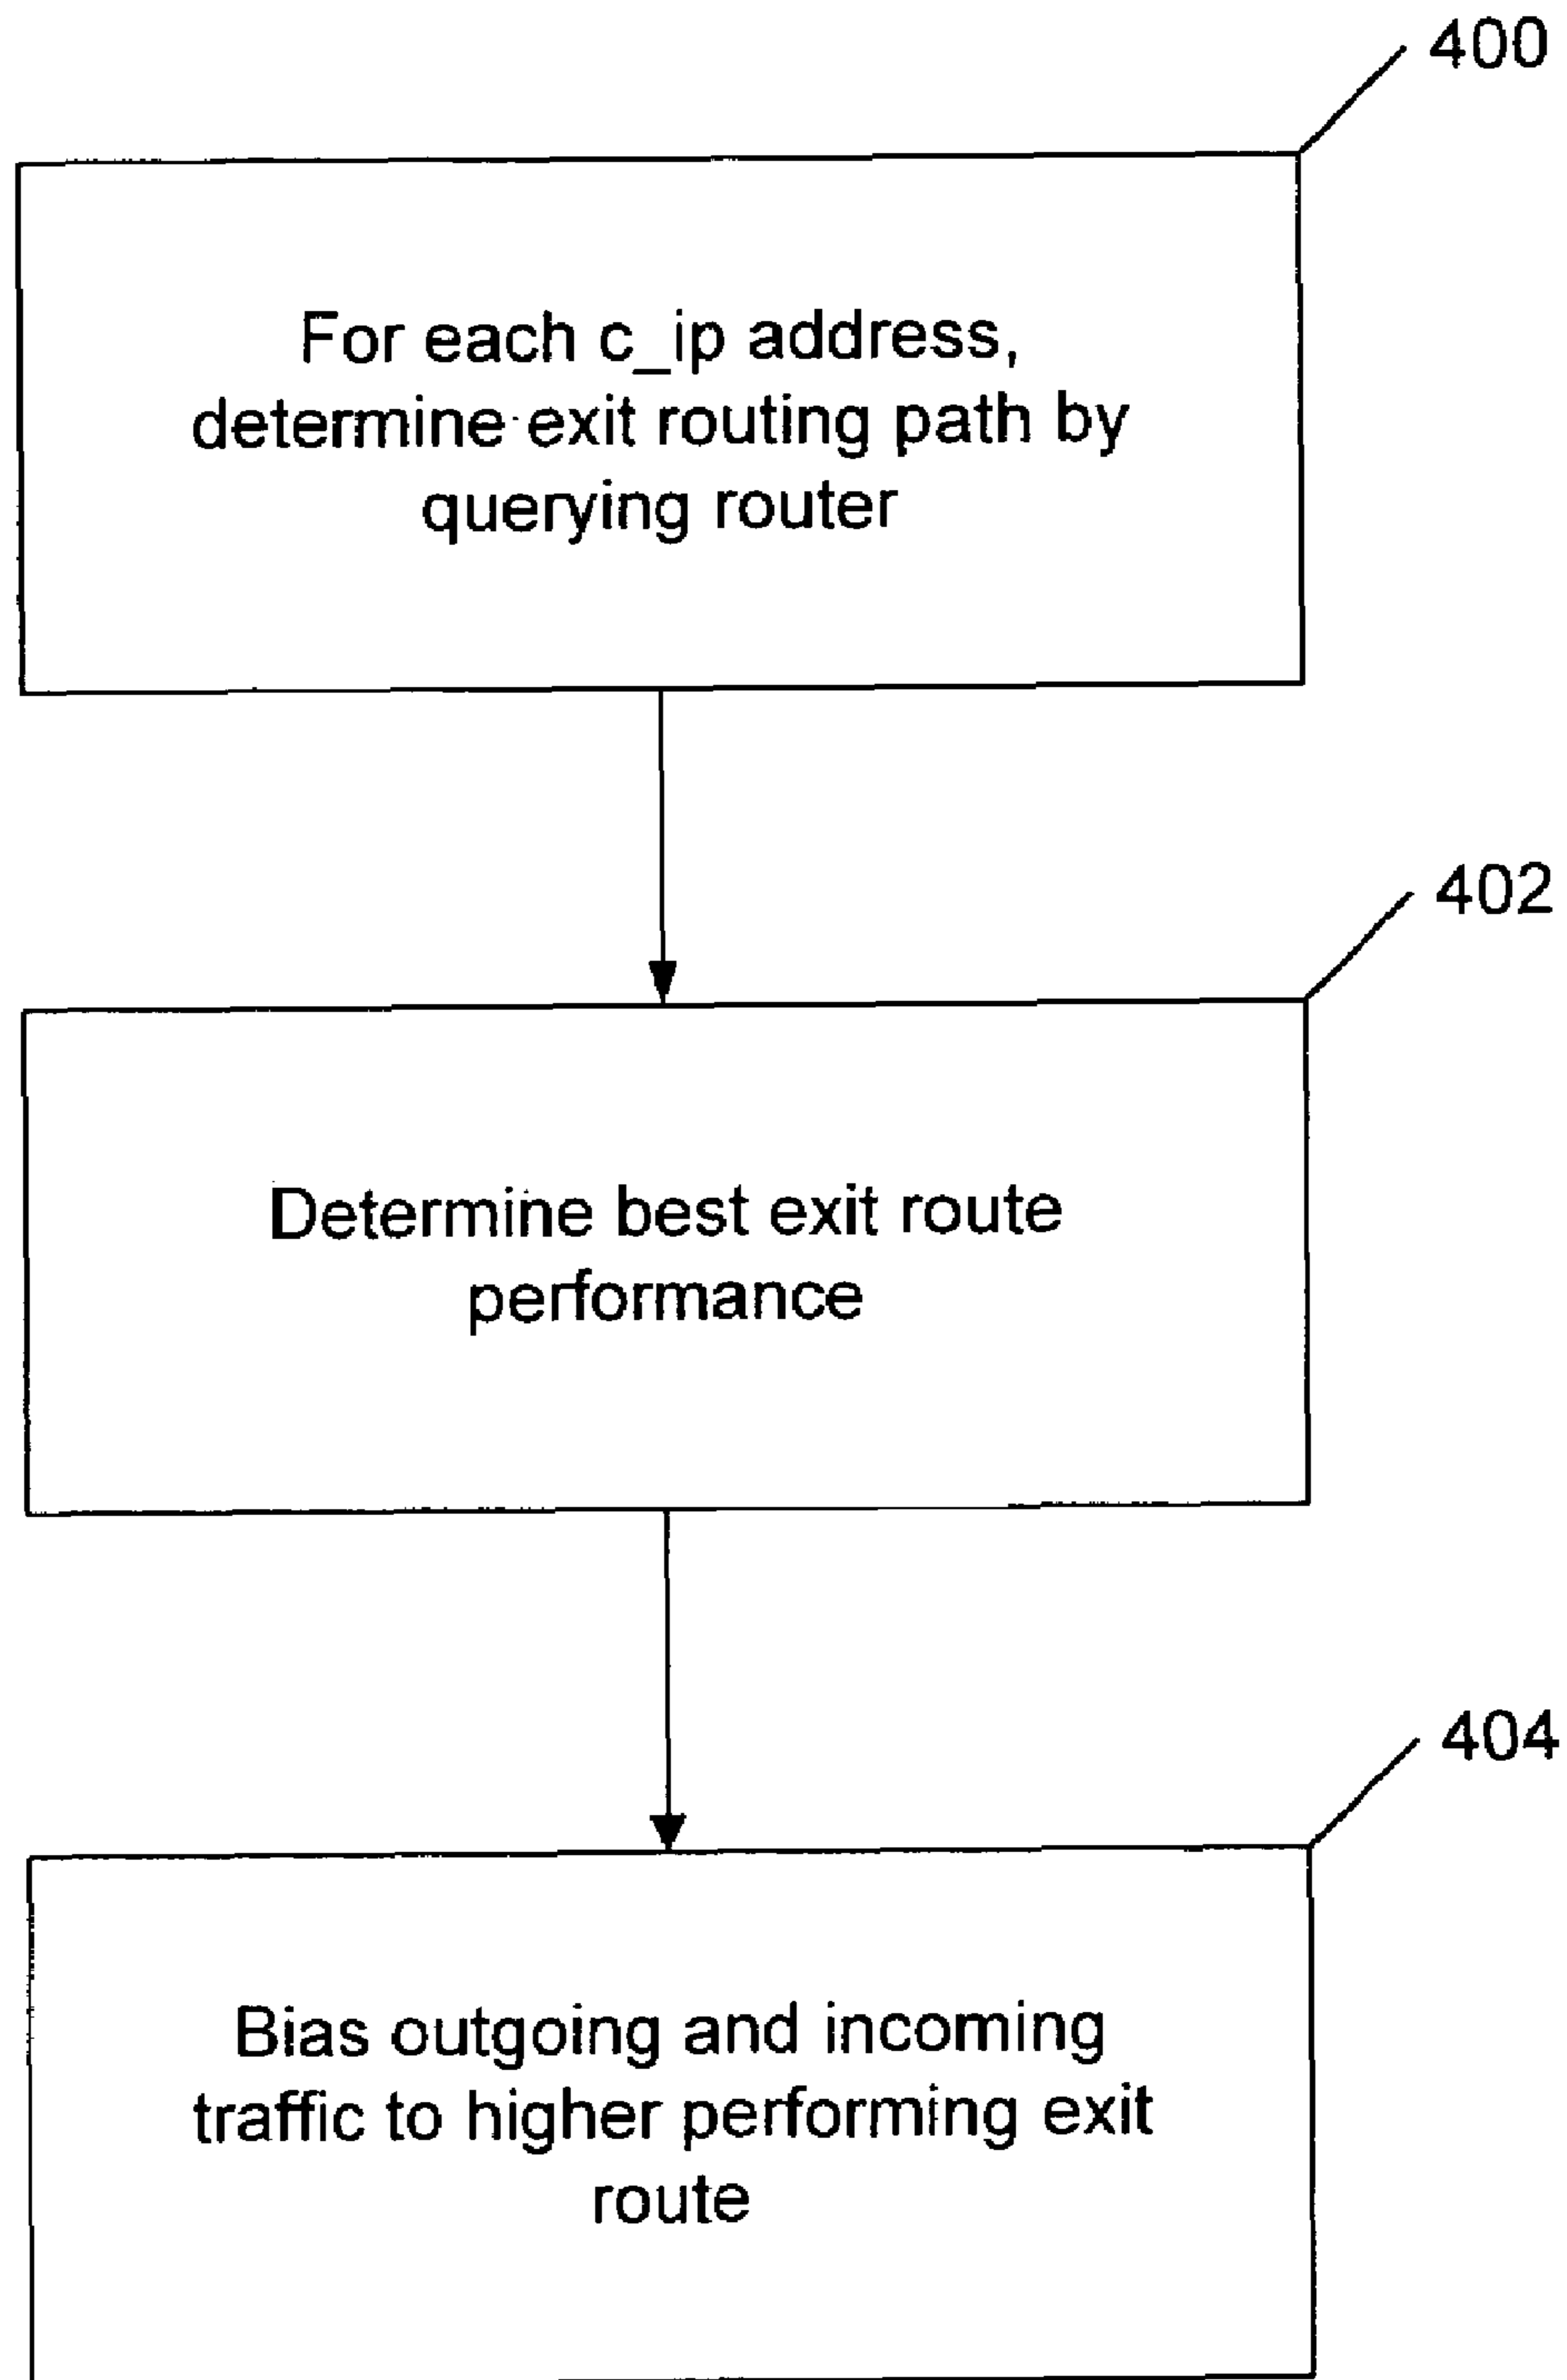 400
For each c_ip address,
determine exit routing path by
querying router
402
Determine best exit route
performance
404
Bias outgoing and incoming
traffic to higher performing exit
route